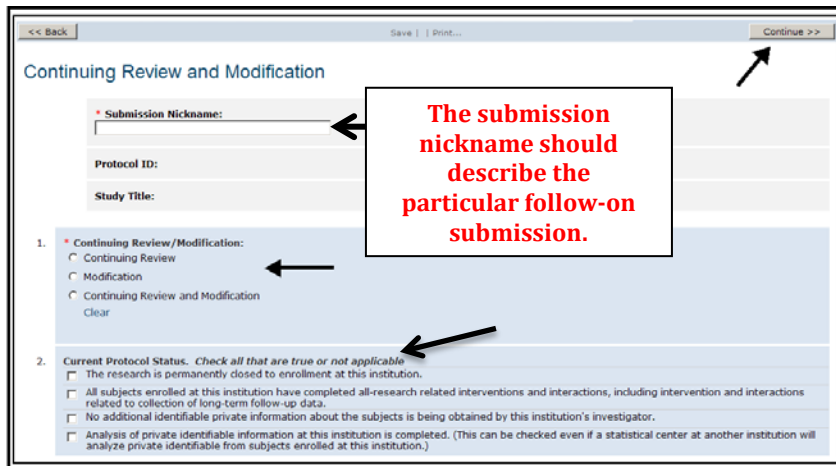 << Back
Save | | Print...
Continue >>
Continuing Review and Modification
* Submission Nickname:
The submission
nickname should
describe the
particular follow-on
submission.
Protocol ID:
Study Title:
1. * Continuing Review/Modification:
Continuing Review
Modification
Continuing Review and Modification
Clear
2. Current Protocol Status. Check all that are true or not applicable
The research is permanently closed to enrollment at this institution.
All subjects enrolled at this institution have completed all-research related interventions and interactions, including intervention and interactions
related to collection of long-term follow-up data.
No additional identifiable private information about the subjects is being obtained by this institution's investigator.
Analysis of private identifiable information at this institution is completed. (This can be checked even if a statistical center at another institution will
analyze private identifiable from subjects enrolled at this institution.)